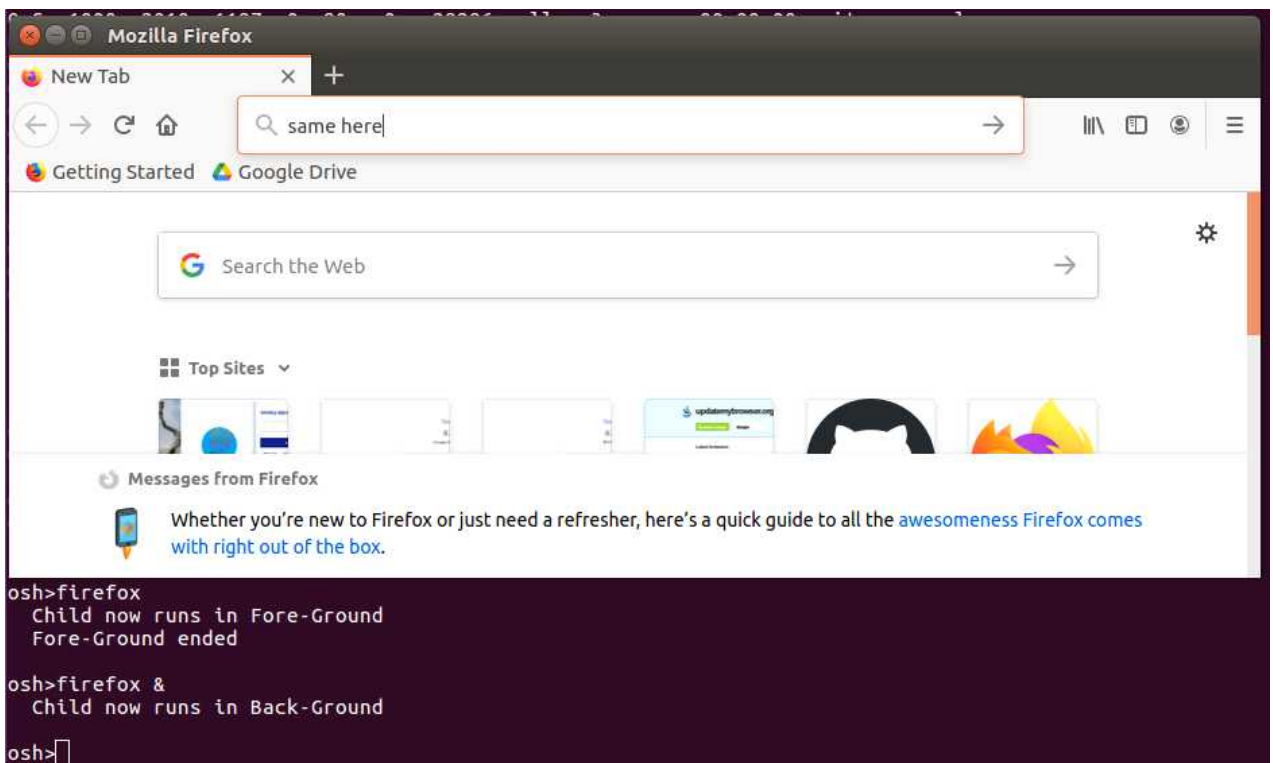 Mozilla Firefox
New Tab
same here
Getting Started Google Drive
Search the Web
Top Sites
updatemybrowser.org
Messages from Firefox
Whether you’re new to Firefox or just need a refresher, here’s a quick guide to all the awesomeness Firefox comes
with right out of the box.
osh>firefox
Child now runs in Fore-Ground
Fore-Ground ended
osh>firefox &
Child now runs in Back-Ground
osh>